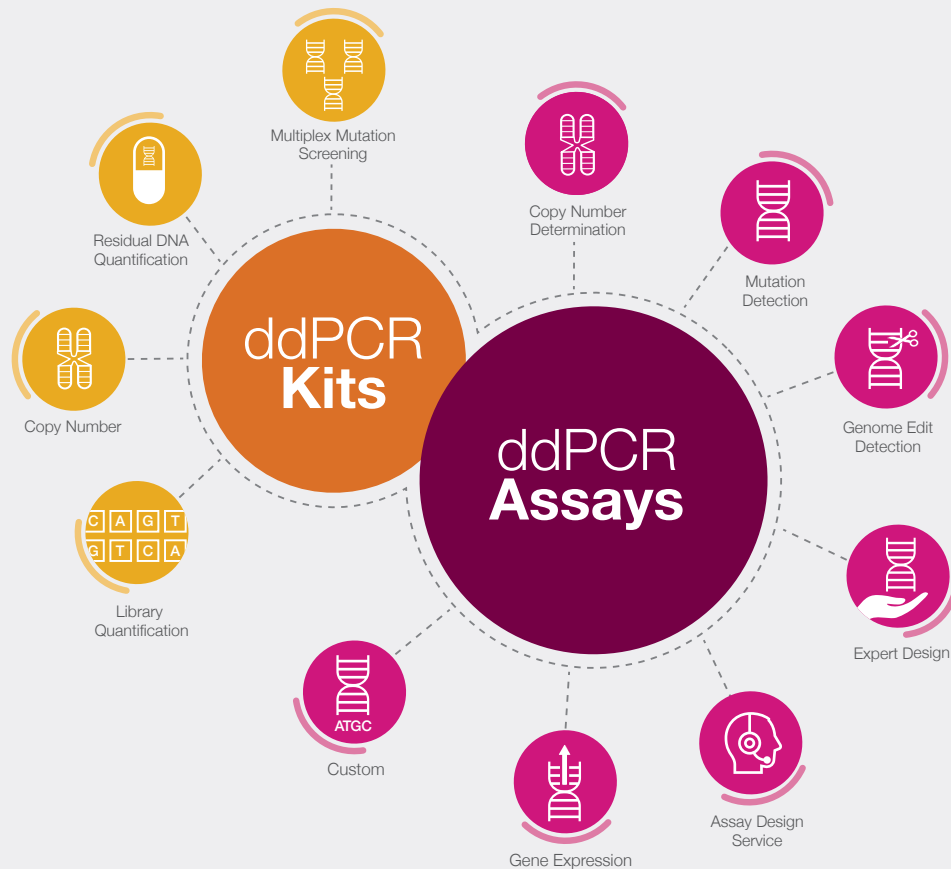 Multiplex Mutation
Screening
Residual DNA
Quantification
Copy Number
Determination
Mutation
Detection
ddPCR
Kits
Copy Number
Genome Edit
Detection
ddPCR
Assays
C A G T
G T C A
Library
Quantification
Expert Design
ATGC
Custom
Assay Design
Service
Gene Expression